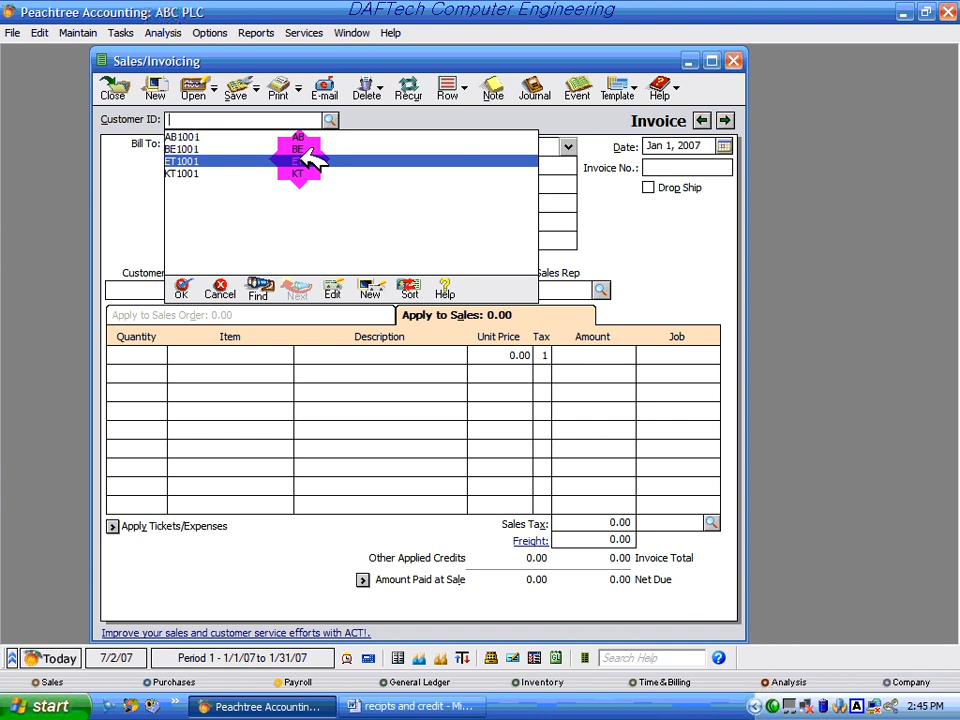 Peachtree Accounting: ABC PLC
DAFTech Computer Engineering
File Edit Maintain Tasks Analysis Options Reports Services Window Help
Sales/Invoicing
Close New Open Save Print E-mail Delete Recur Row Note Journal Event Template Help
Customer ID: Invoice
AB1001 AB
Bill To: BE1001 BE Date: Jan 1, 2007
ET1001
KT1001 KT
Invoice No.:
Drop Ship
Customer Sales Rep
OK Cancel Find Next Edit New Sort Help
Apply to Sales Order: 0.00 Apply to Sales: 0.00
Quantity Item Description Unit Price Tax Amount Job
0.00 1
Apply Tickets/Expenses Sales Tax: 0.00
Freight: 0.00
Other Applied Credits 0.00 0.00 Invoice Total
Amount Paid at Sale 0.00 0.00 Net Due
Improve your sales and customer service efforts with ACT!.
Today 7/2/07 Period 1 - 1/1/07 to 1/31/07 Search Help
Sales Purchases Payroll General Ledger Inventory Time & Billing Analysis Company
start Peachtree Accountin... recipts and credit - Mi... A 2:45 PM